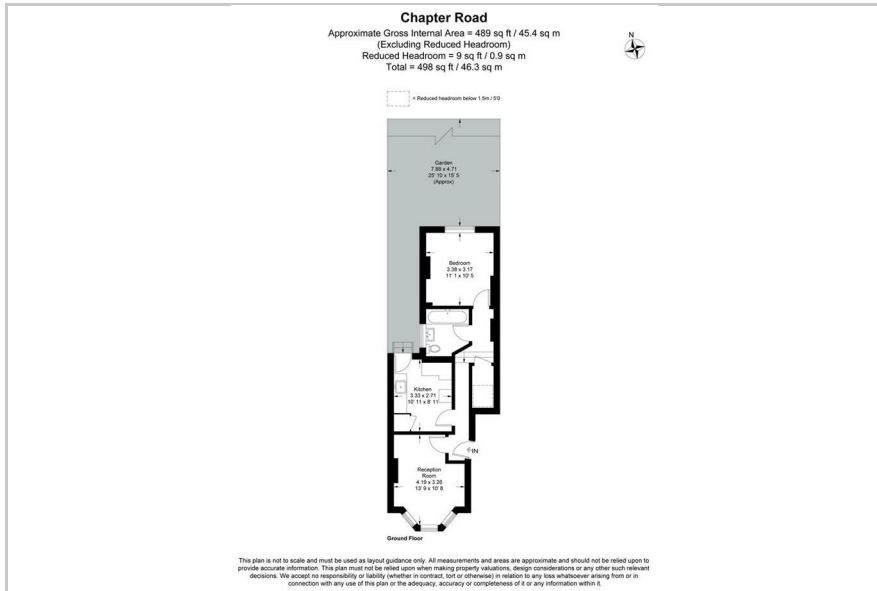 Chapter Road
Approximate Gross Internal Area = 489 sq ft / 45.4 sq m
(Excluding Reduced Headroom)
Reduced Headroom = 9 sq ft / 0.9 sq m
Total = 498 sq ft / 46.3 sq m
N
= Reduced headroom below 1.5m / 5'0
Garden
7.88 x 4.71
25' 10 x 15' 5
(Approx)
Bedroom
3.38 x 3.17
11' 1 x 10' 5
Kitchen
3.33 x 2.71
10' 11 x 8' 11
IN
Reception
Room
4.19 x 3.26
13' 9 x 10' 8
Ground Floor
This plan is not to scale and must be used as layout guidance only. All measurements and areas are approximate and should not be relied upon to
provide accurate information. This plan must not be relied upon when making property valuations, design considerations or any other such relevant
decisions. We accept no responsibility or liability (whether in contract, tort or otherwise) in relation to any loss whatsoever arising from or in
connection with any use of this plan or the adequacy, accuracy or completeness of it or any information within it.